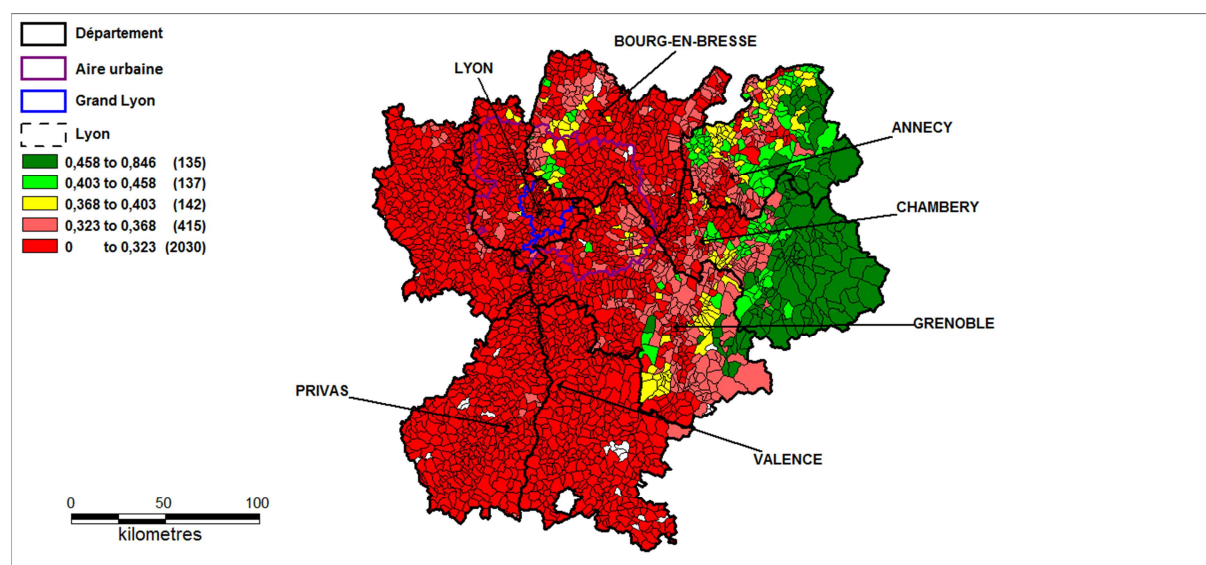 Département
Aire urbaine
Grand Lyon
Lyon
0,458 to 0,846 (135)
0,403 to 0,458 (137)
0,368 to 0,403 (142)
0,323 to 0,368 (415)
0 to 0,323 (2030)
BOURG-EN-BRESSE
LYON
ANNECY
CHAMBERY
GRENOBLE
PRIVAS
VALENCE
0 50 100
kilometres